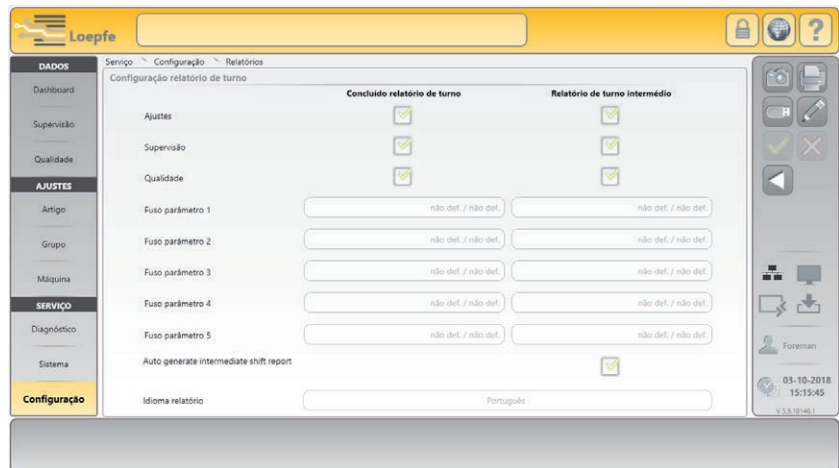 Loepfe
?
DADOS
Dashboard
Supervisão
Qualidade
AJUSTES
Artigo
Grupo
Máquina
SERVIÇO
Diagnóstico
Sistema
Configuração
Serviço Configuração Relatórios
Configuração relatório de turno
Concluído relatório de turno Relatório de turno intermédio
Ajustes
Supervisão
Qualidade
Fuso parâmetro 1 não def. / não def. não def. / não def.
Fuso parâmetro 2 não def. / não def. não def. / não def.
Fuso parâmetro 3 não def. / não def. não def. / não def.
Fuso parâmetro 4 não def. / não def. não def. / não def.
Fuso parâmetro 5 não def. / não def. não def. / não def.
Auto generate intermediate shift report
Idioma relatório Português
Foreman
03-10-2018
15:15:45